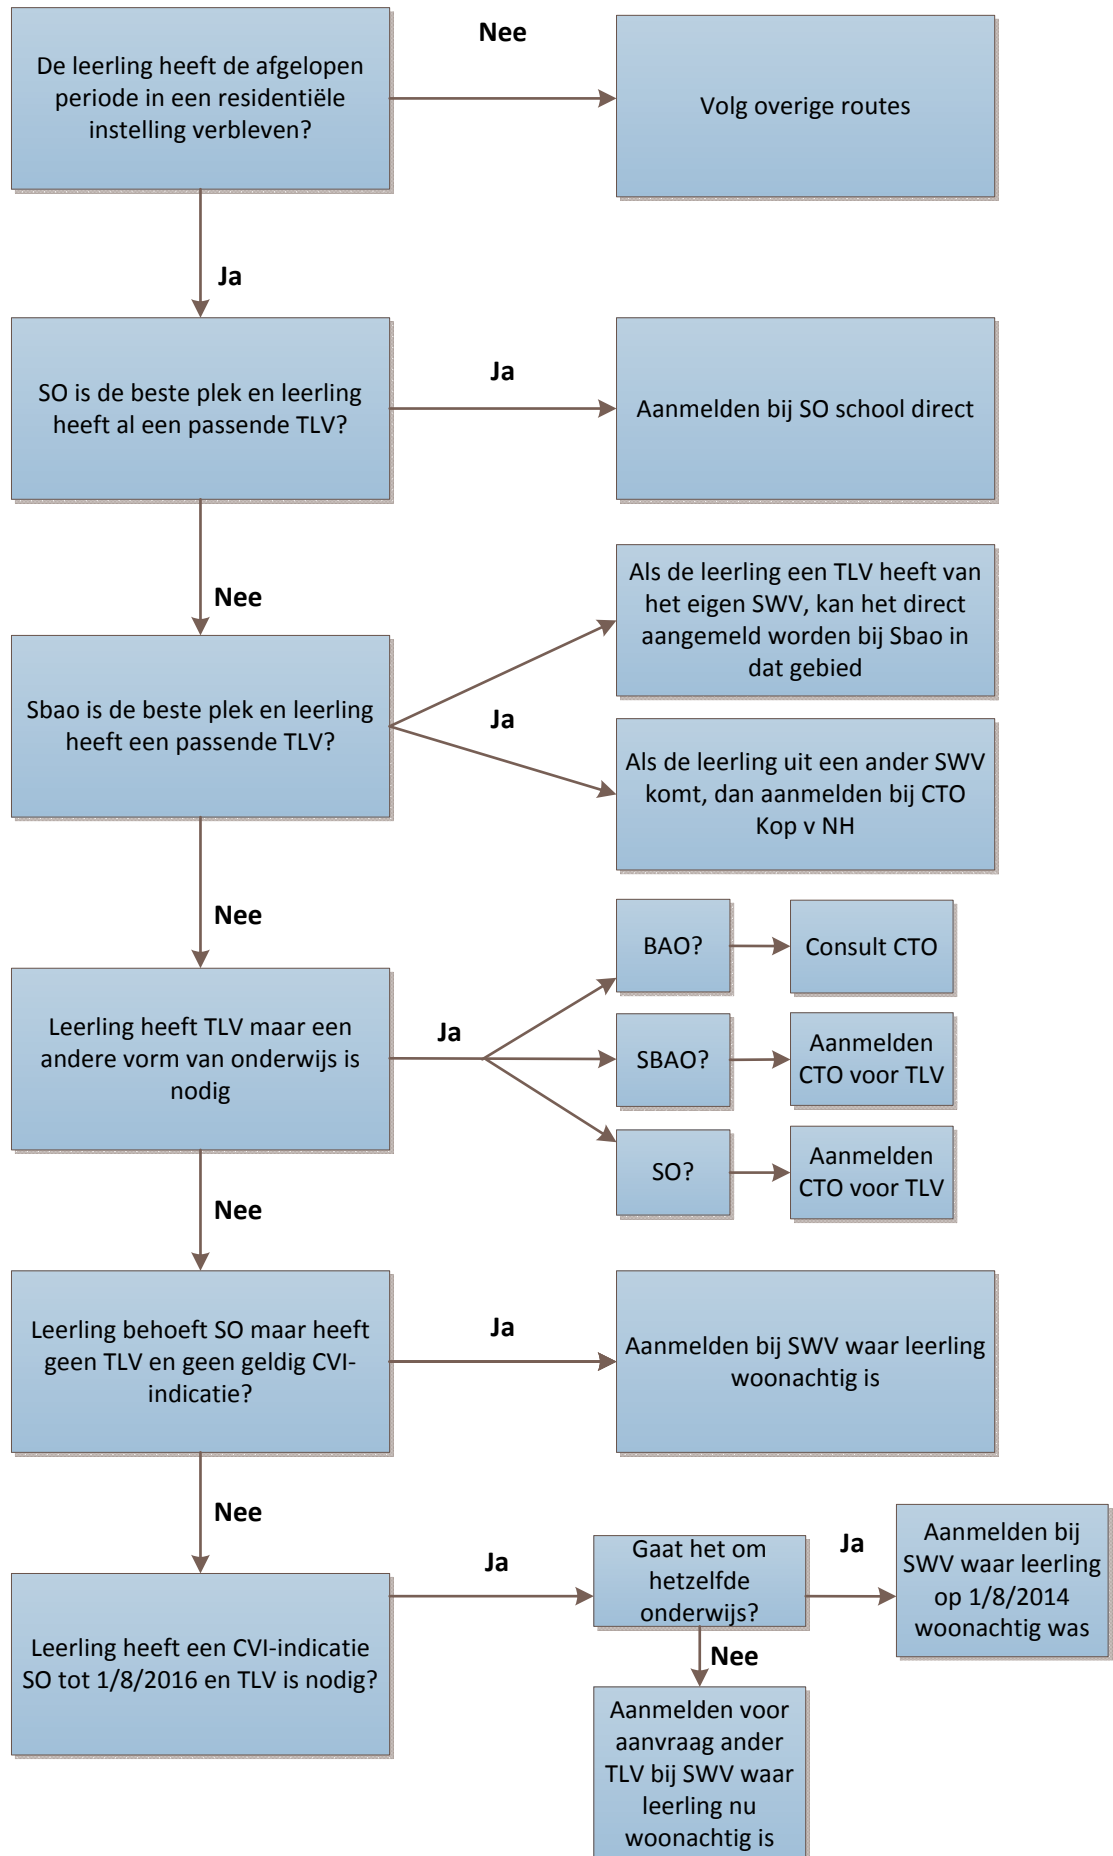 De leerling heeft de afgelopen
periode in een residentiële
instelling verbleven?
Nee
Volg overige routes
Ja
SO is de beste plek en leerling
heeft al een passende TLV?
Ja
Aanmelden bij SO school direct
Nee
Sbao is de beste plek en leerling
heeft een passende TLV?
Ja
Als de leerling een TLV heeft van
het eigen SWV, kan het direct
aangemeld worden bij Sbao in
dat gebied
Als de leerling uit een ander SWV
komt, dan aanmelden bij CTO
Kop v NH
Nee
Leerling heeft TLV maar een
andere vorm van onderwijs is
nodig
Ja
BAO?
Consult CTO
SBAO?
Aanmelden
CTO voor TLV
SO?
Aanmelden
CTO voor TLV
Nee
Leerling behoeft SO maar heeft
geen TLV en geen geldig CVI-
indicatie?
Ja
Aanmelden bij SWV waar leerling
woonachtig is
Nee
Leerling heeft een CVI-indicatie
SO tot 1/8/2016 en TLV is nodig?
Ja
Gaat het om
hetzelfde
onderwijs?
Ja
Aanmelden bij
SWV waar leerling
op 1/8/2014
woonachtig was
Nee
Aanmelden voor
aanvraag ander
TLV bij SWV waar
leerling nu
woonachtig is